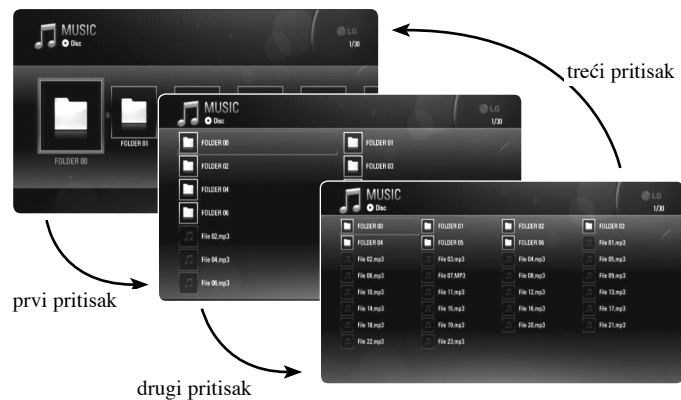 MUSIC
Disc
LG
1/30
FOLDER 00
FOLDER 01
treći pritisak
MUSIC
Disc
LG
1/30
FOLDER 00
FOLDER 01
FOLDER 02
FOLDER 03
FOLDER 04
FOLDER 06
File 02.mp3
File 04.mp3
File 06.mp3
MUSIC
Disc
LG
1/30
FOLDER 00 FOLDER 01 FOLDER 02 FOLDER 03
FOLDER 04 FOLDER 05 FOLDER 06 File 01.mp3
File 02.mp3 File 03.mp3 File 04.mp3 File 05.mp3
File 06.mp3 File 07.MP3 File 08.mp3 File 09.mp3
File 10.mp3 File 11.mp3 File 12.mp3 File 13.mp3
File 14.mp3 File 15.mp3 File 16.mp3 File 17.mp3
File 18.mp3 File 19.mp3 File 20.mp3 File 21.mp3
File 22.mp3 File 23.mp3
prvi pritisak
drugi pritisak